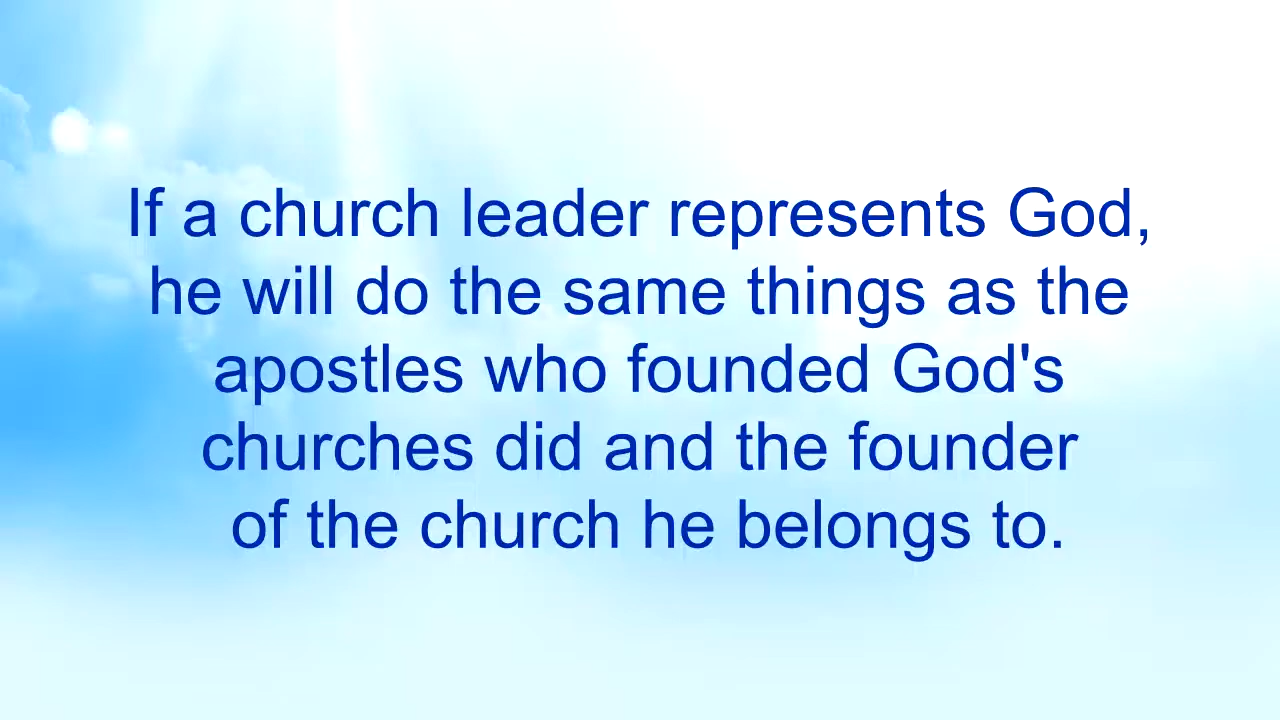 If a church leader represents God,
he will do the same things as the
apostles who founded God's
churches did and the founder
of the church he belongs to.